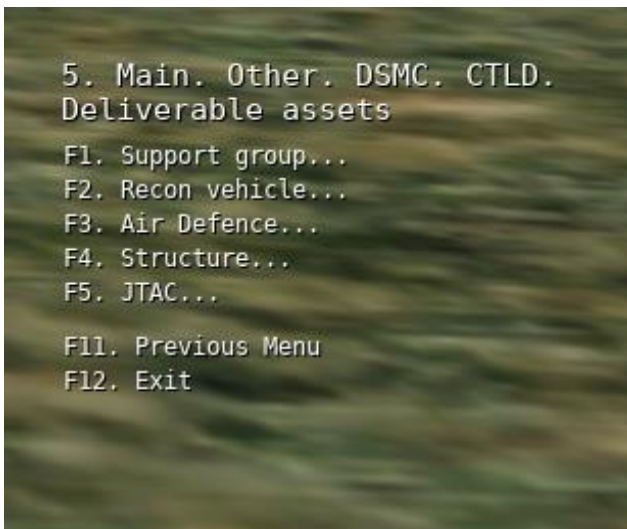 5. Main. Other. DSMC. CTLD.
Deliverable assets
F1. Support group...
F2. Recon vehicle...
F3. Air Defence...
F4. Structure...
F5. JTAC...
F11. Previous Menu
F12. Exit